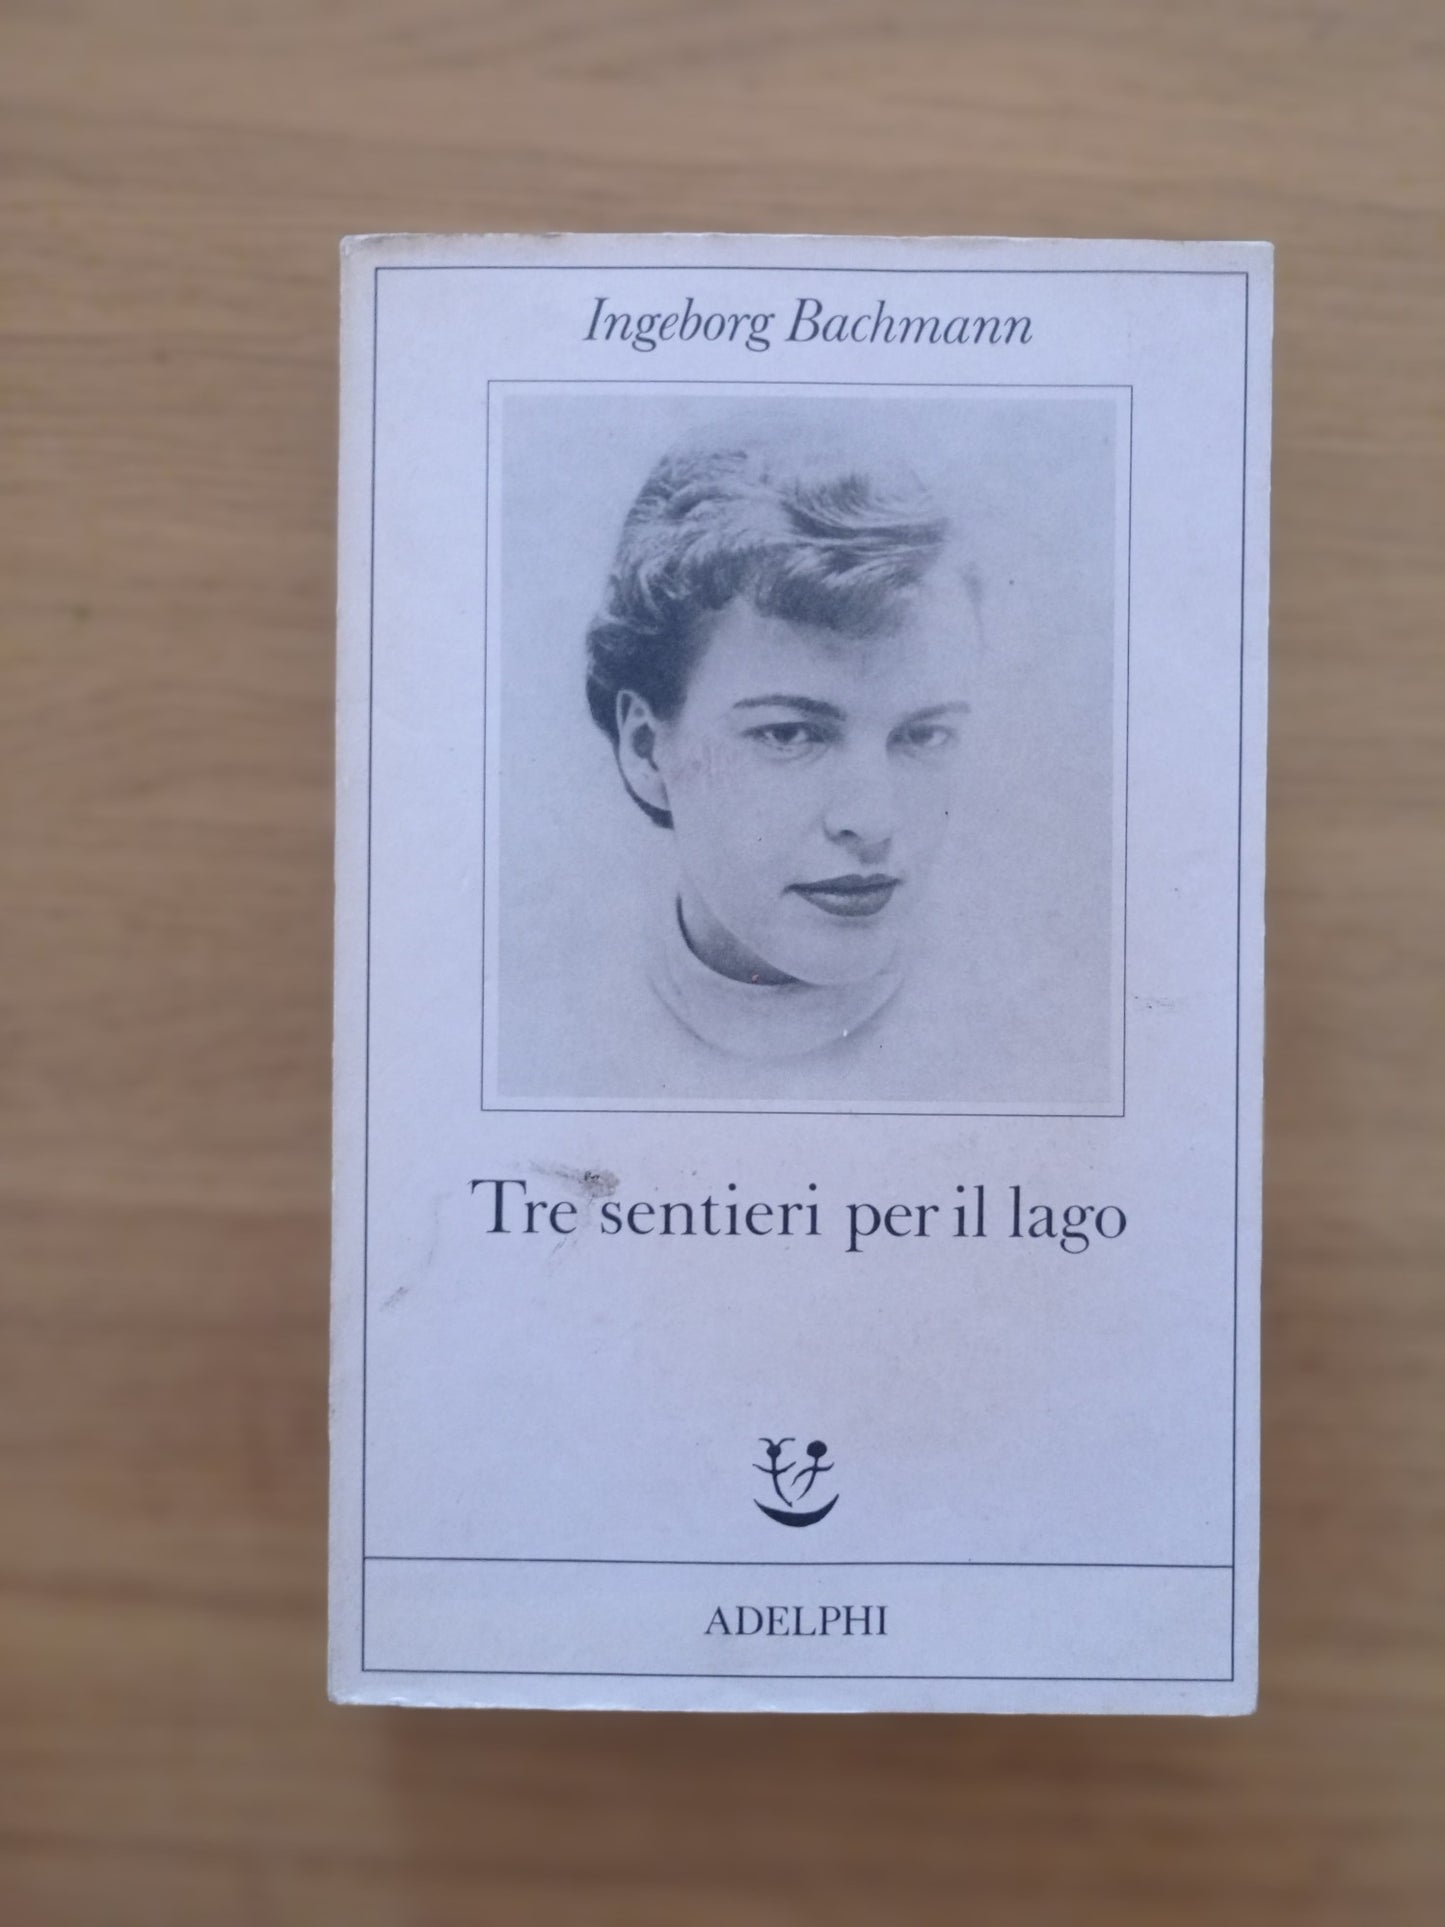 Ingeborg Bachmann
Tre sentieri per il lago
ADELPHI